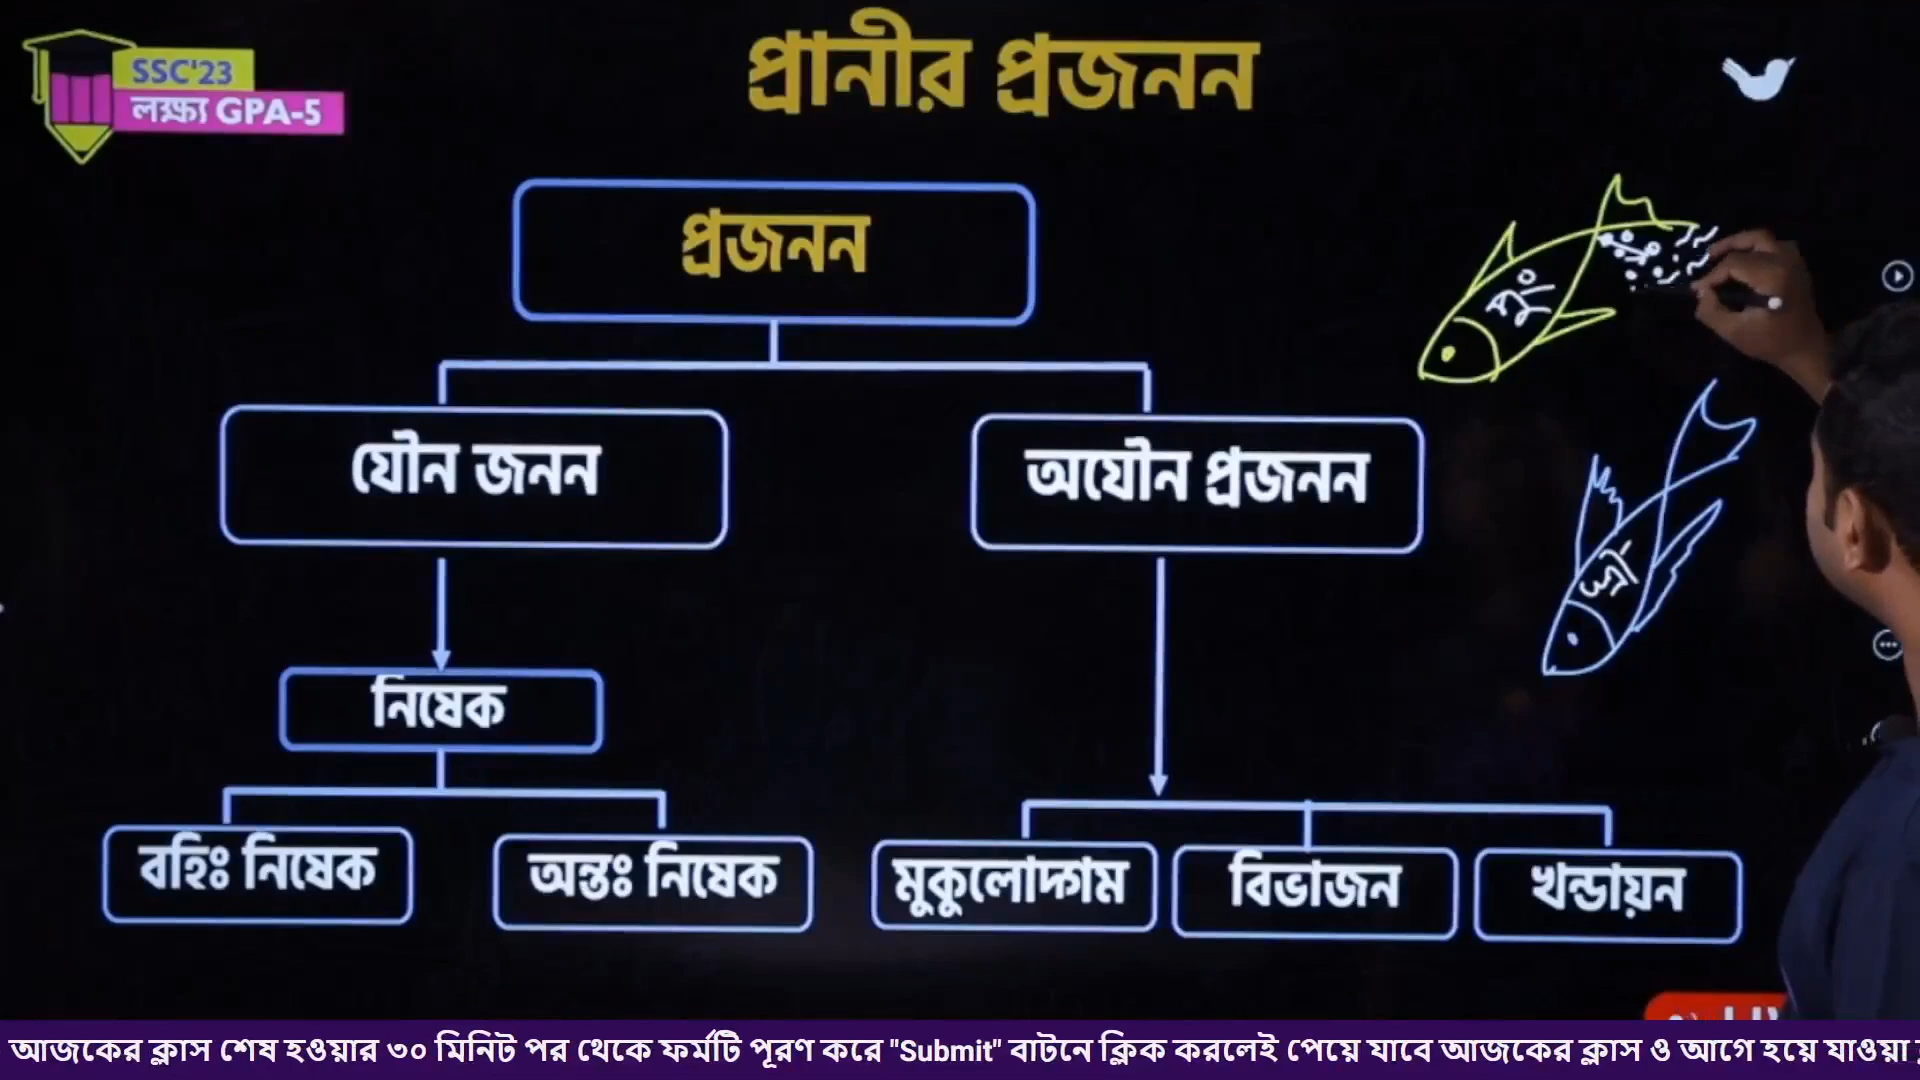 SSC'23
লক্ষ্য GPA-5
প্রানীর প্রজনন
প্রজনন
পুং
যৌন জনন
অযৌন প্রজনন
স্ত্রী
নিষেক
বহিঃ নিষেক
অন্তঃ নিষেক
মুকুলোদ্গম
বিভাজন
খন্ডায়ন
আজকের ক্লাস শেষ হওয়ার ৩০ মিনিট পর থেকে ফর্মটি পূরণ করে "Submit" বাটনে ক্লিক করলেই পেয়ে যাবে আজকের ক্লাস ও আগে হয়ে যাওয়া